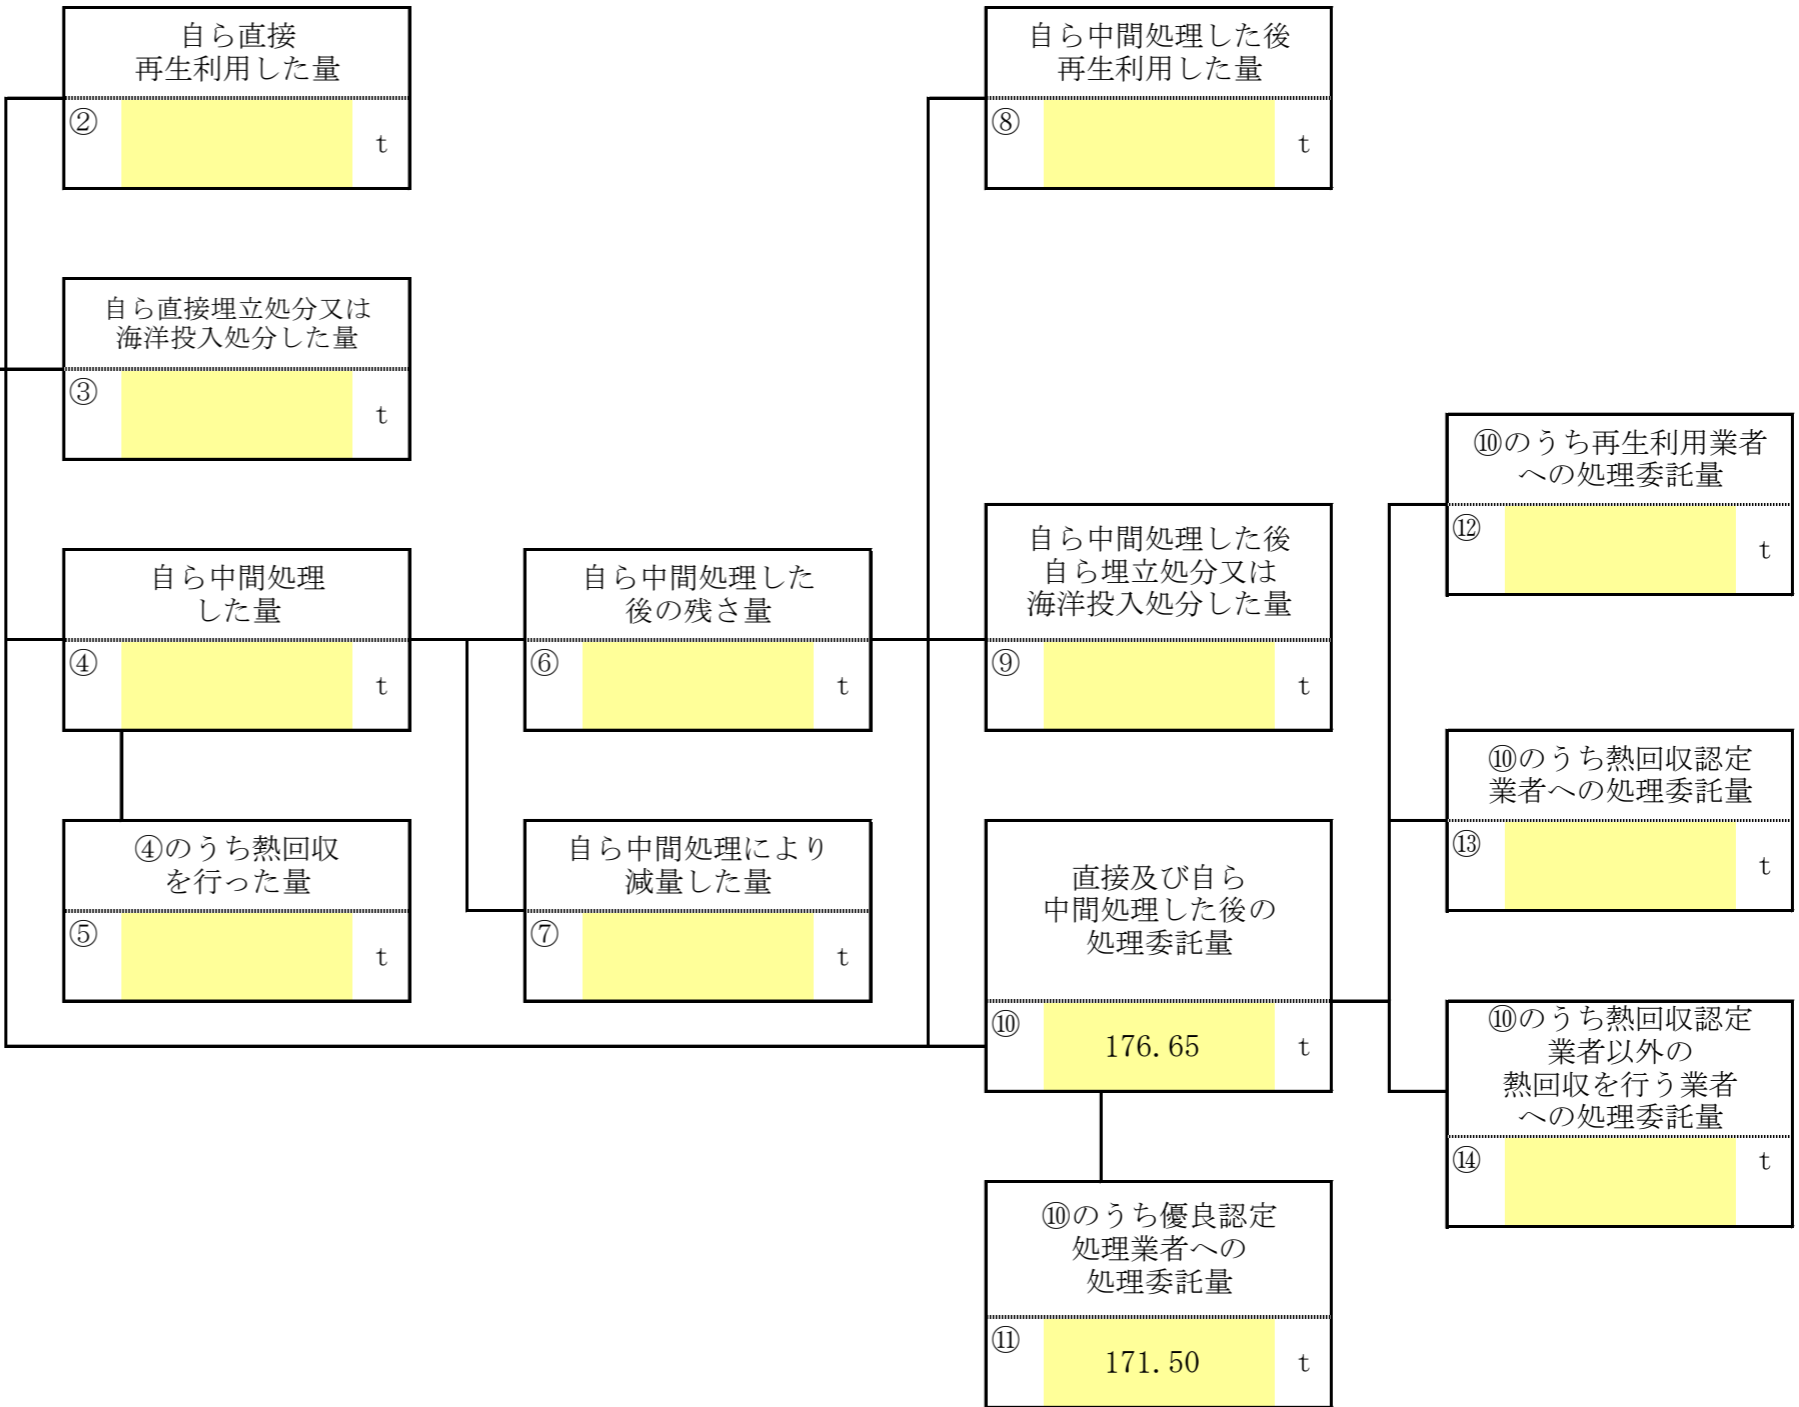 自ら直接
再生利用した量
②
t
自ら中間処理した後
再生利用した量
⑧
t
自ら直接埋立処分又は
海洋投入処分した量
③
t
⑩のうち再生利用業者
への処理委託量
⑫
t
自ら中間処理
した量
④
t
自ら中間処理した
後の残さ量
⑥
t
自ら中間処理した後
自ら埋立処分又は
海洋投入処分した量
⑨
t
⑩のうち熱回収認定
業者への処理委託量
⑬
t
④のうち熱回収
を行った量
⑤
t
自ら中間処理により
減量した量
⑦
t
直接及び自ら
中間処理した後の
処理委託量
⑩ 176.65 t
⑩のうち熱回収認定
業者以外の
熱回収を行う業者
への処理委託量
⑭
t
⑩のうち優良認定
処理業者への
処理委託量
⑪ 171.50 t